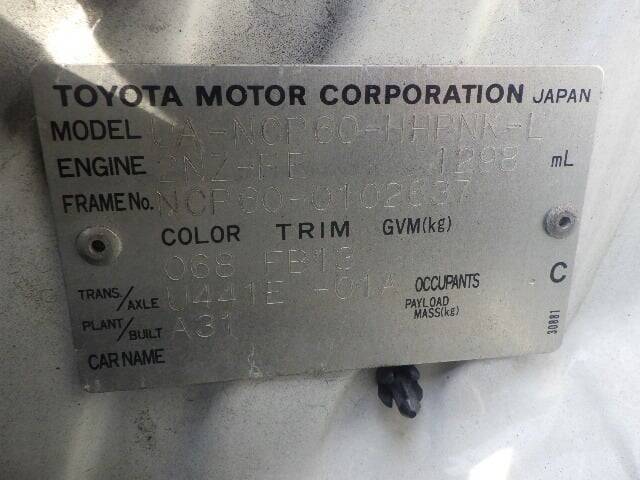 TOYOTA MOTOR CORPORATION JAPAN
MODEL UA-NCP60-HHPNK-L
ENGINE 2NZ-FE 1298 mL
FRAME No. NCP60-0102637
COLOR TRIM GVM(kg)
068 FB13 C
TRANS./AXLE U441E -01A OCCUPANTS
PAYLOAD MASS(kg)
PLANT/BUILT A31
CAR NAME
30881